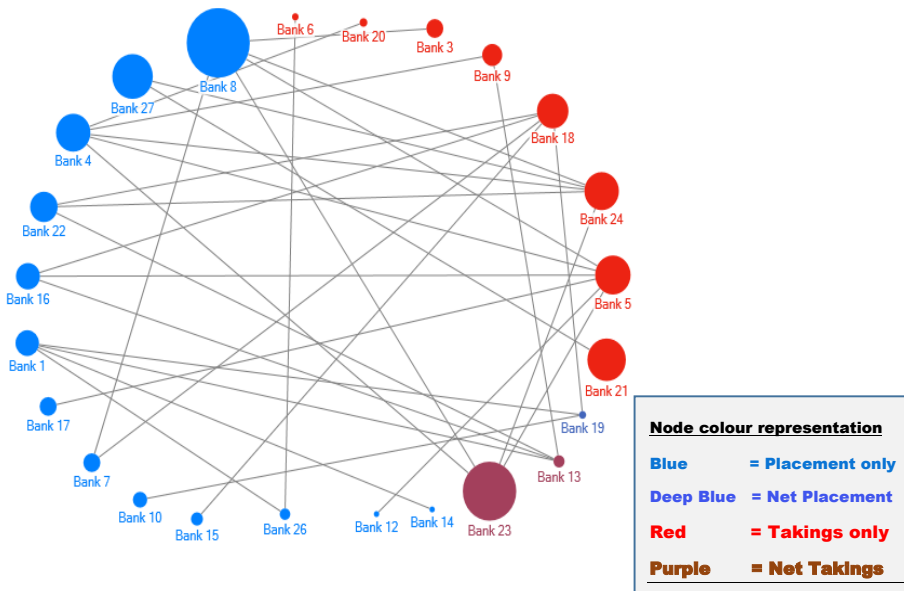 Bank 6
Bank 20
Bank 3
Bank 8
Bank 9
Bank 27
Bank 18
Bank 4
Bank 24
Bank 22
Bank 5
Bank 16
Bank 1
Bank 21
Bank 17
Bank 19
Bank 7
Bank 13
Bank 10
Bank 15
Bank 26
Bank 12
Bank 14
Bank 23
Node colour representation
Blue = Placement only
Deep Blue = Net Placement
Red = Takings only
Purple = Net Takings